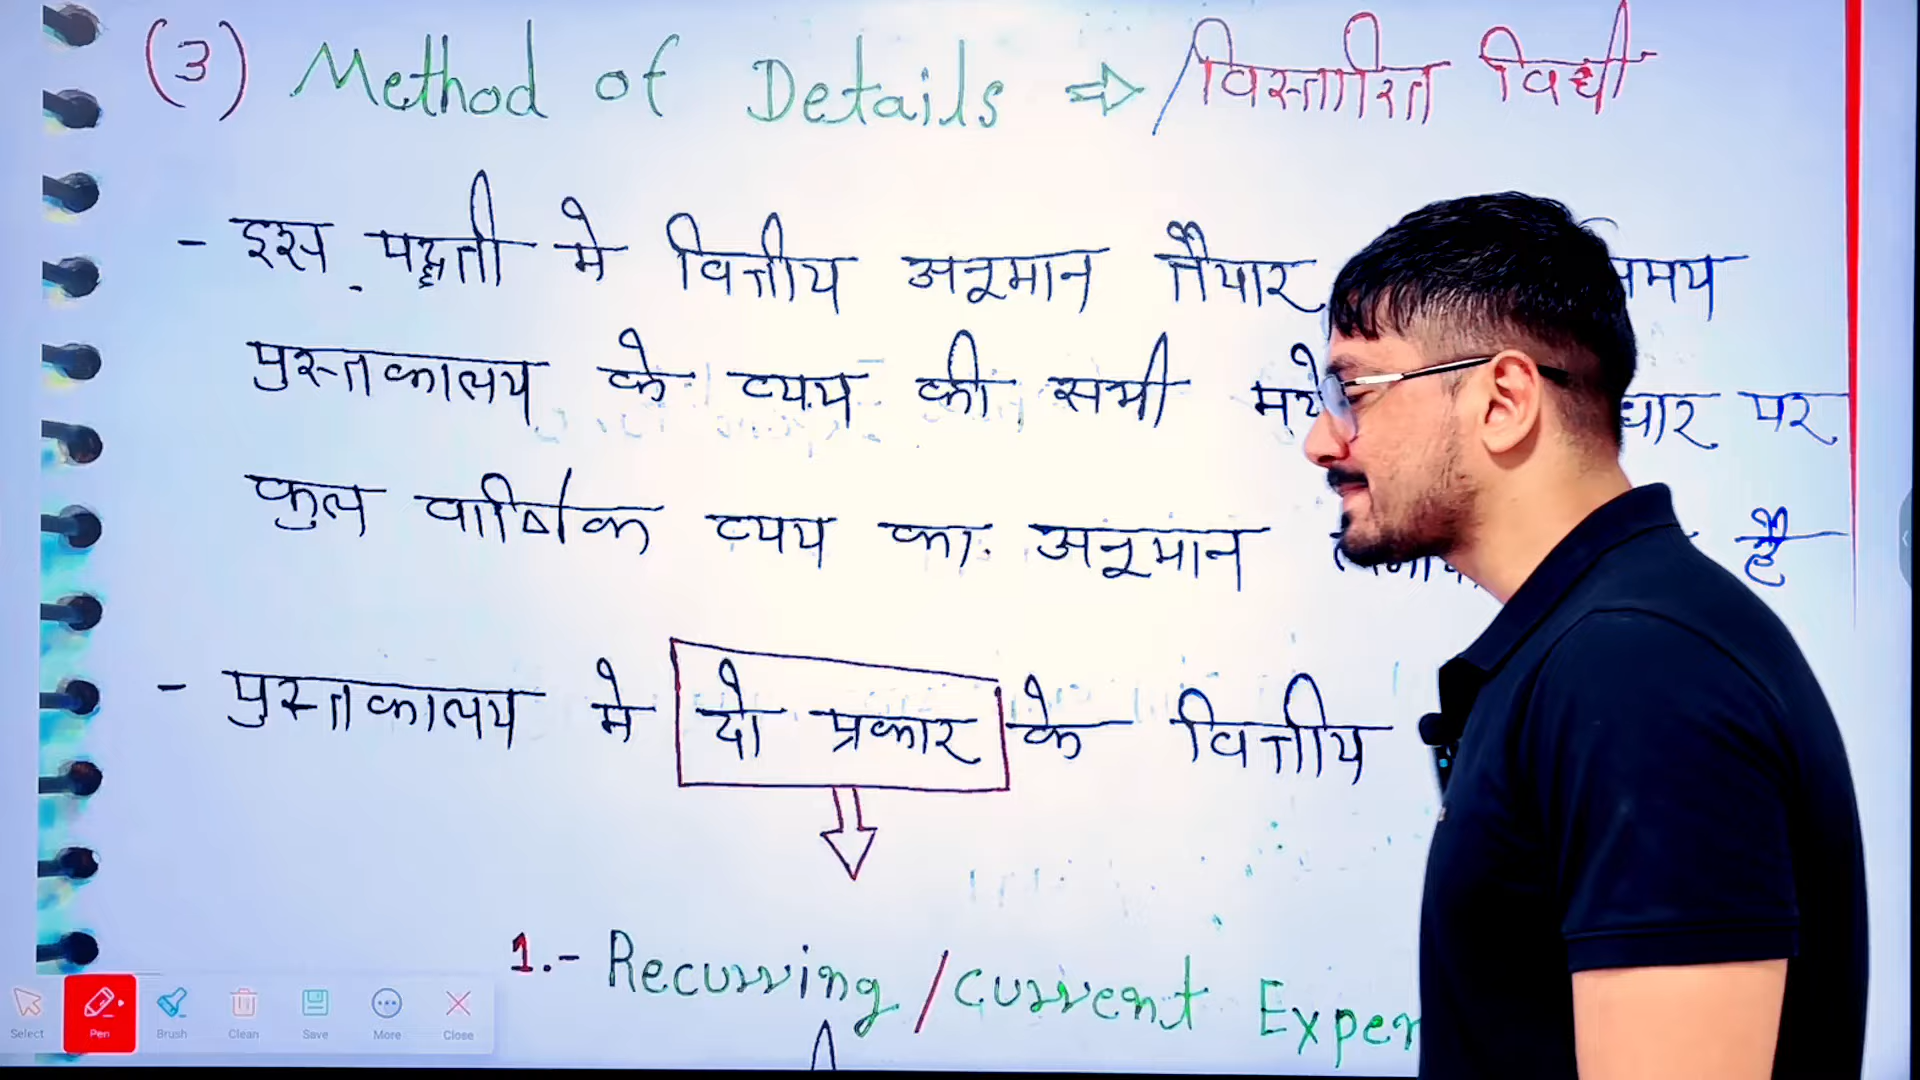 (3) Method of Details ⇒ विस्तारित विधी
- इस पद्धती मे वित्तीय अनूमान तैयार समय
पुस्तकालय के व्यय की सभी पर
कुल वार्षिक व्यय का अनूमान है
- पुस्तकालय मे दो प्रकार के वित्तीय
1.- Recurring / Current Exper
Select Pen Brush Clean Save More Close